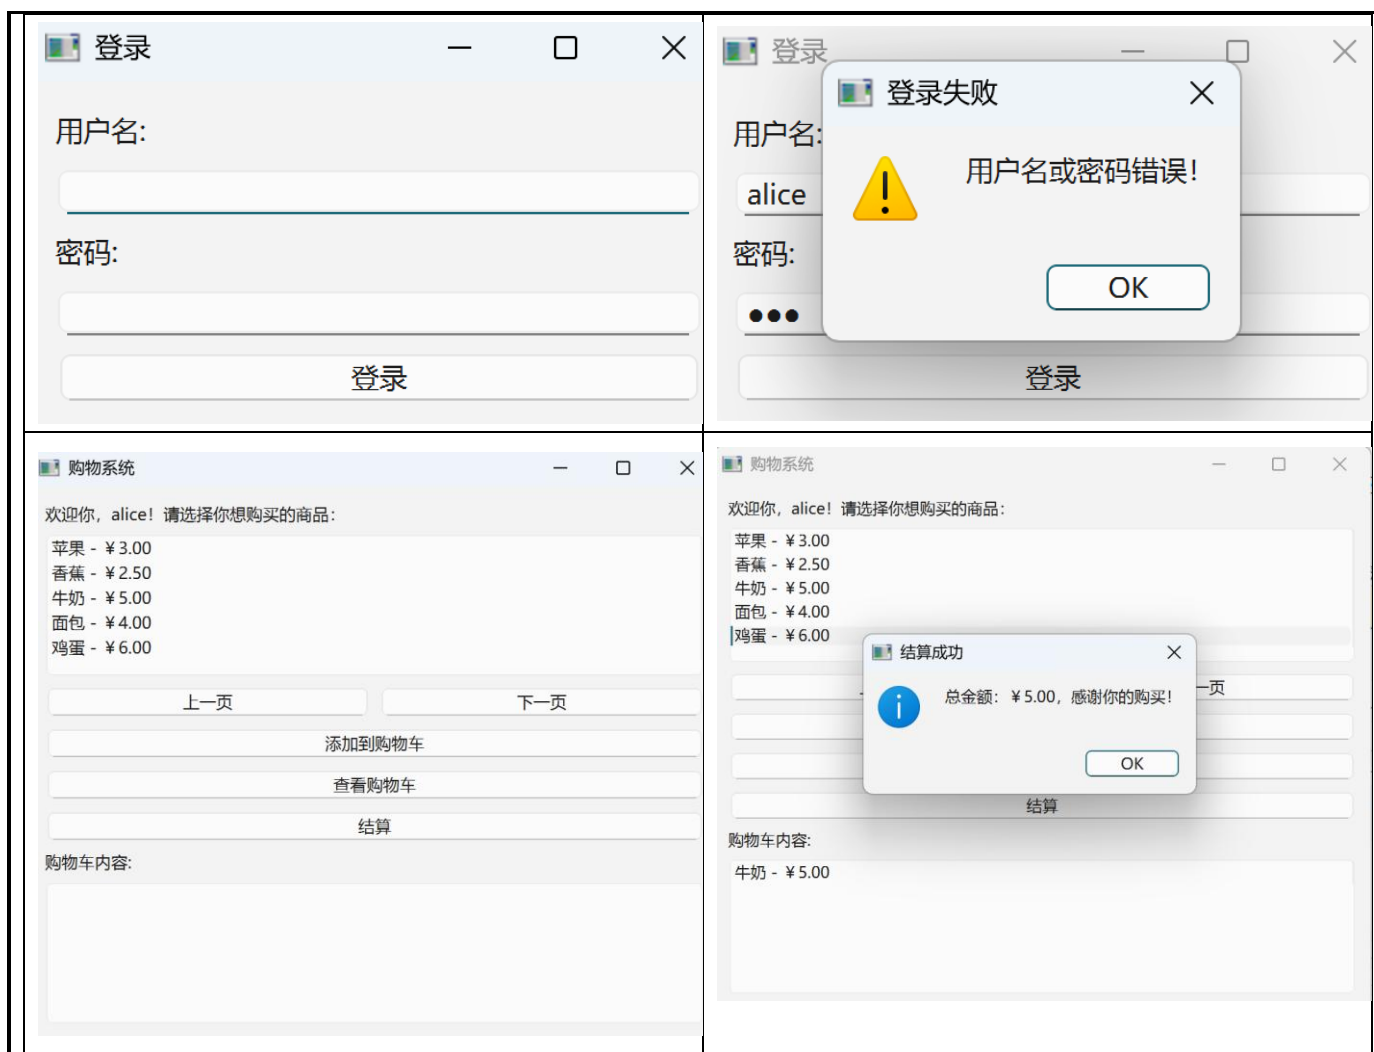 登录
用户名:
密码:
登录
登录
登录失败
用户名:
用户名或密码错误!
alice
密码:
OK
●●●
登录
购物系统
欢迎你，alice！请选择你想购买的商品：
苹果 - ￥3.00
香蕉 - ￥2.50
牛奶 - ￥5.00
面包 - ￥4.00
鸡蛋 - ￥6.00
上一页 下一页
添加到购物车
查看购物车
结算
购物车内容:
购物系统
欢迎你，alice！请选择你想购买的商品：
苹果 - ￥3.00
香蕉 - ￥2.50
牛奶 - ￥5.00
面包 - ￥4.00
鸡蛋 - ￥6.00
结算成功
一页
总金额：￥5.00，感谢你的购买！
OK
结算
购物车内容:
牛奶 - ￥5.00